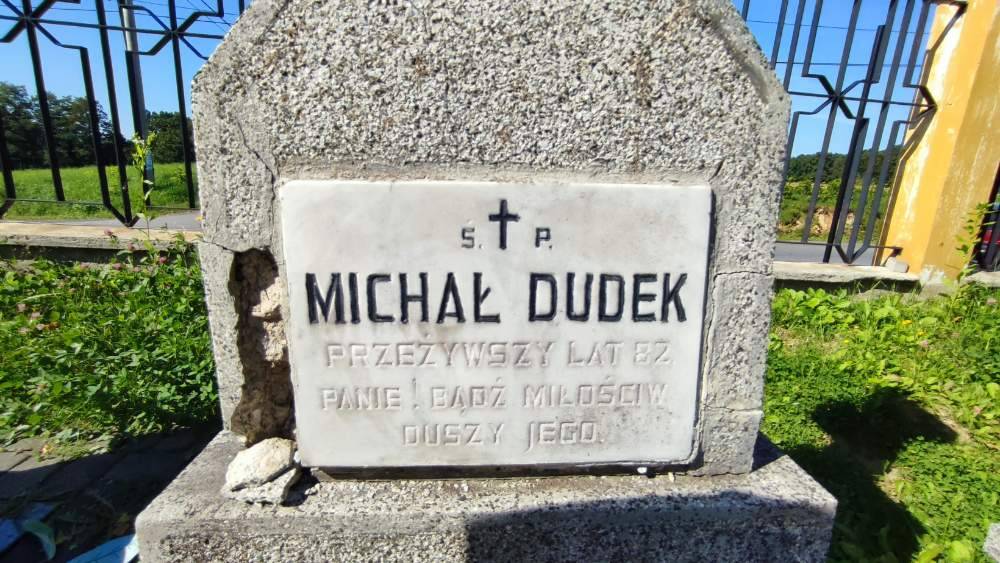 Ś. † P.
MICHAŁ DUDEK
PRZEŻYWSZY LAT 82
PANIE! BĄDŹ MIŁOŚCIW
DUSZY JEGO.